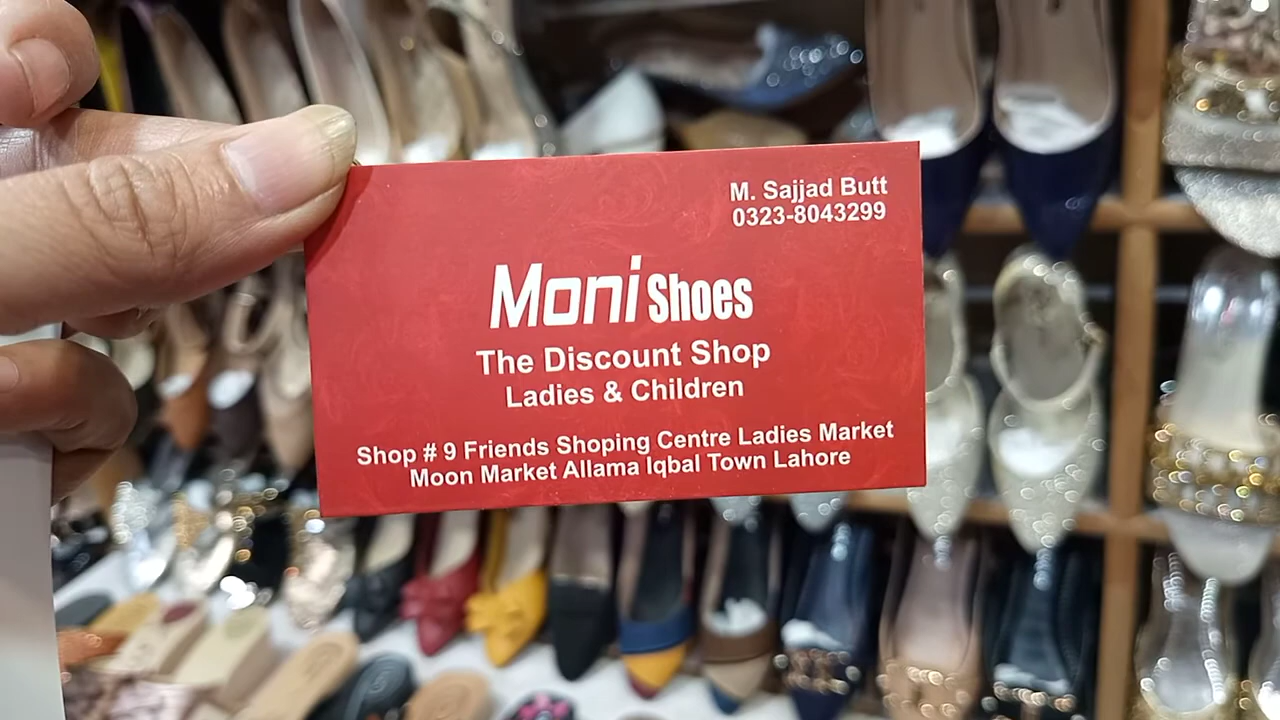 M. Sajjad Butt
0323-8043299
Moni Shoes
The Discount Shop
Ladies & Children
Shop # 9 Friends Shoping Centre Ladies Market
Moon Market Allama Iqbal Town Lahore